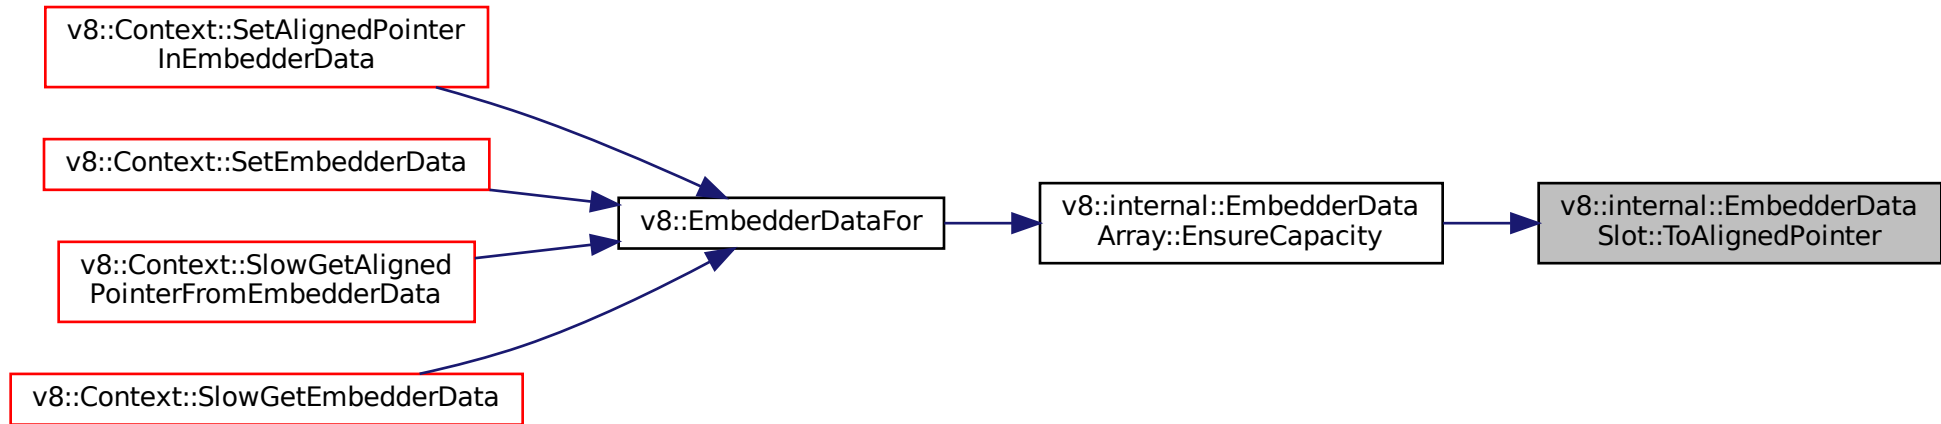 v8::Context::SetAlignedPointer
InEmbedderData
v8::Context::SetEmbedderData
v8::Context::SlowGetAligned
PointerFromEmbedderData
v8::Context::SlowGetEmbedderData
v8::EmbedderDataFor
v8::internal::EmbedderData
Array::EnsureCapacity
v8::internal::EmbedderData
Slot::ToAlignedPointer